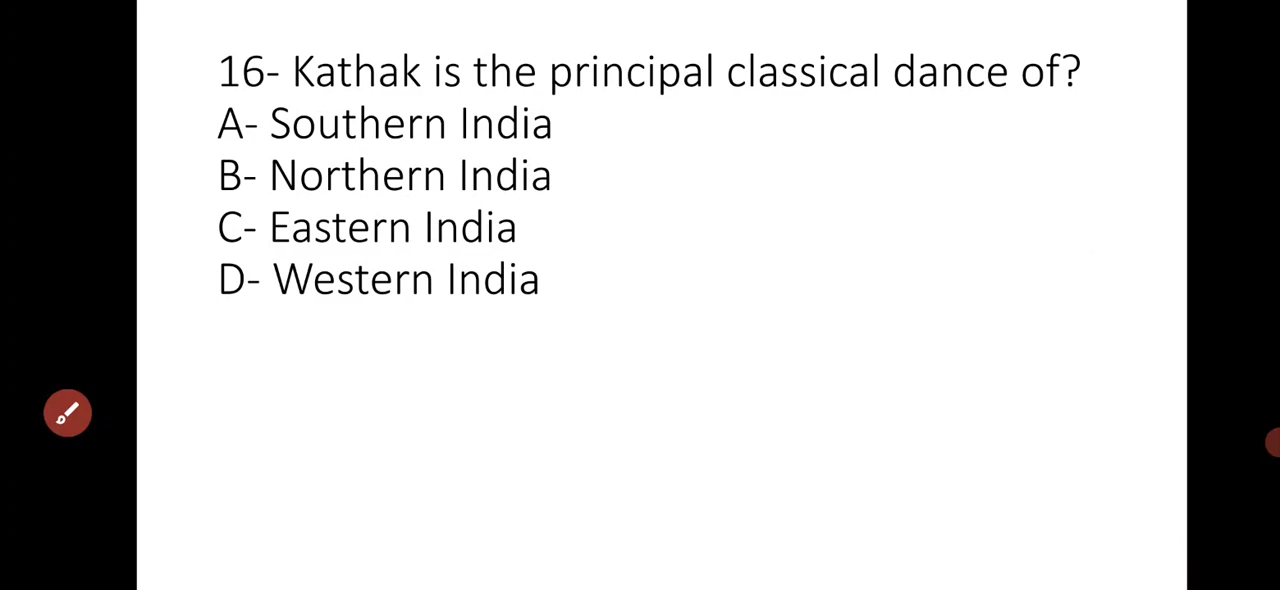 16- Kathak is the principal classical dance of?
A- Southern India
B- Northern India
C- Eastern India
D- Western India